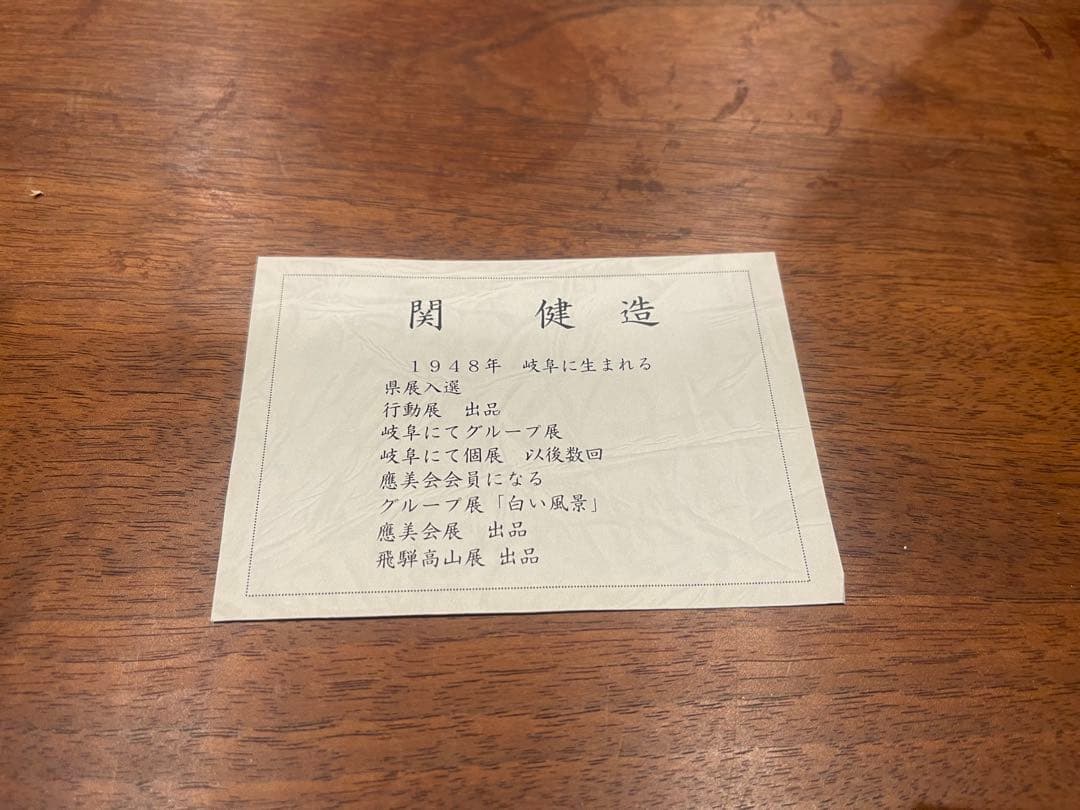 関　健造
１９４８年　岐阜に生まれる
県展入選
行動展　出品
岐阜にてグループ展
岐阜にて個展　以後数回
應美会会員になる
グループ展「白い風景」
應美会展　出品
飛騨高山展 出品